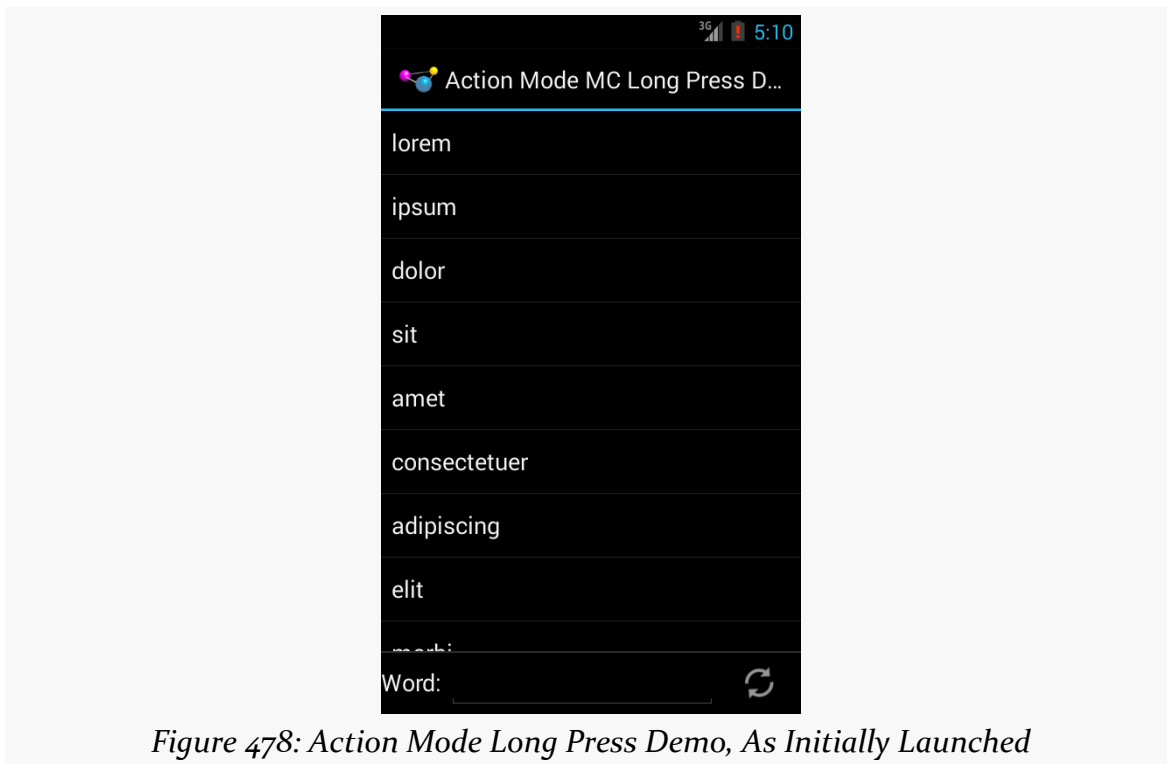 3G 5:10
Action Mode MC Long Press D...
lorem
ipsum
dolor
sit
amet
consectetuer
adipiscing
elit
morbi
Word:
Figure 478: Action Mode Long Press Demo, As Initially Launched